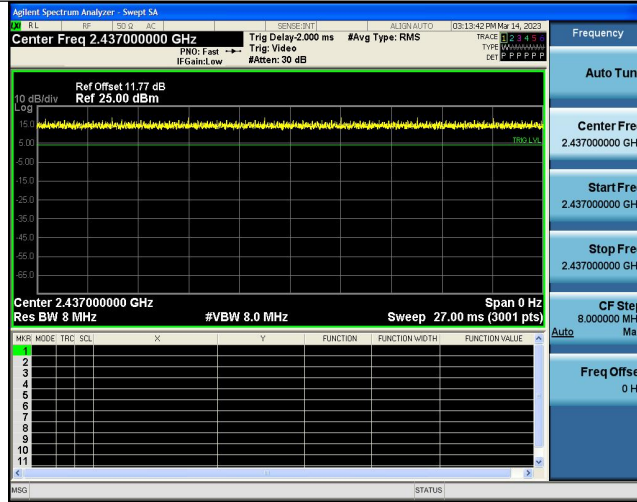 Agilent Spectrum Analyzer - Swept SA
RL RF 50 Ω AC SENSE:INT ALIGN AUTO 03:13:42 PM Mar 14, 2023
Center Freq 2.437000000 GHz
PNO: Fast
IFGain:Low
Trig Delay-2.000 ms
Trig: Video
#Atten: 30 dB
#Avg Type: RMS
TRACE 1 2 3 4 5 6
TYPE
DET P P P P P P
Ref Offset 11.77 dB
Ref 25.00 dBm
10 dB/div
Log
15.0
5.00
-5.00
-15.0
-25.0
-35.0
-45.0
-55.0
-65.0
TRIG LVL
Center 2.437000000 GHz Span 0 Hz
Res BW 8 MHz #VBW 8.0 MHz Sweep 27.00 ms (3001 pts)
MKR MODE TRC SCL X Y FUNCTION FUNCTION WIDTH FUNCTION VALUE
1
2
3
4
5
6
7
8
9
10
11
MSG STATUS
Frequency
Auto Tun
Center Fre
2.437000000 GH
Start Fre
2.437000000 GH
Stop Fre
2.437000000 GH
CF Ste
8.000000 MH
Auto Ma
Freq Offse
0 H